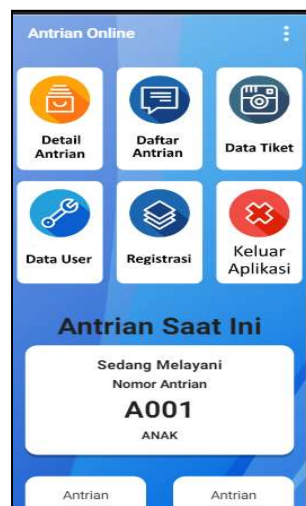 Antrian Online
Detail
Antrian
Daftar
Antrian
Data Tiket
Data User
Registrasi
Keluar
Aplikasi
Antrian Saat Ini
Sedang Melayani
Nomor Antrian
A001
ANAK
Antrian
Antrian